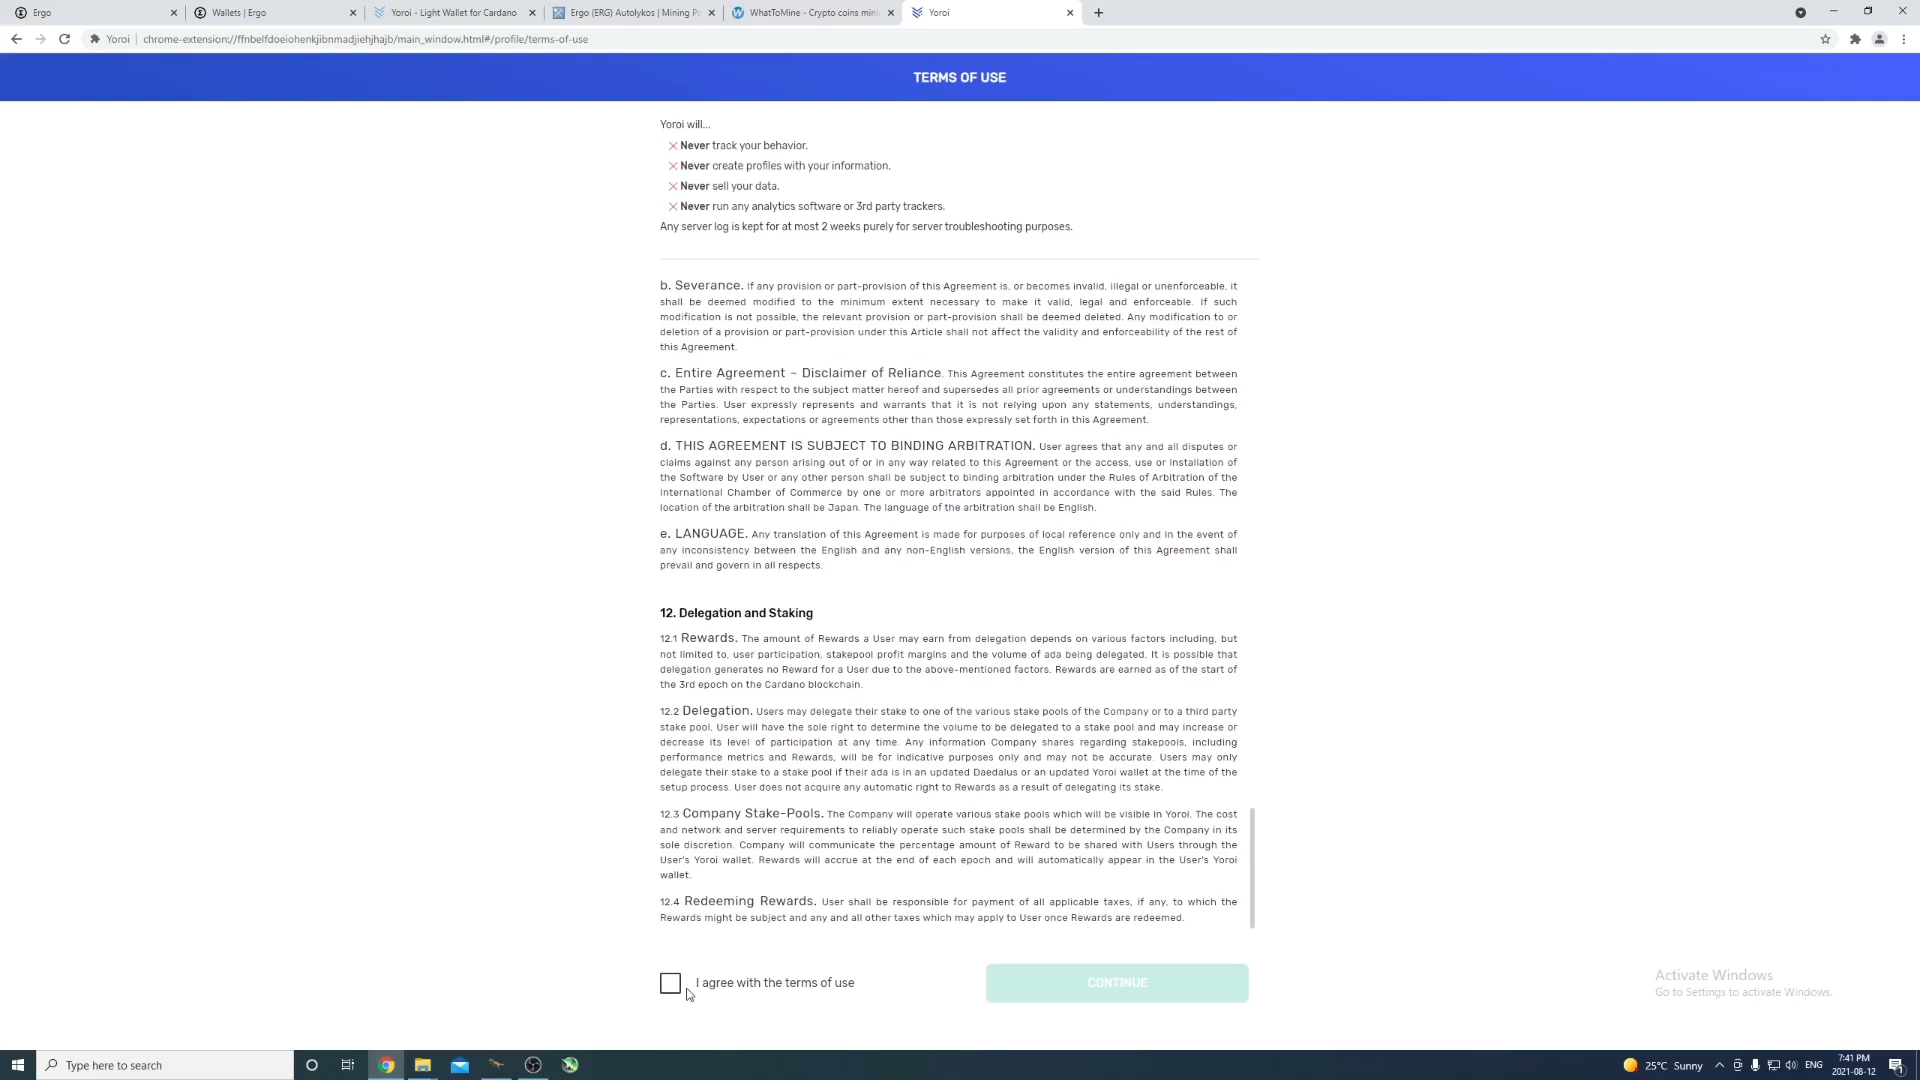 Ergo
Wallets | Ergo
Yoroi - Light Wallet for Cardano
Ergo (ERG) Autolykos | Mining Po
WhatToMine - Crypto coins mini
Yoroi
Yoroi | chrome-extension://ffnbelfdoeiohenkjibnmadjiehjhajb/main_window.html#/profile/terms-of-use
TERMS OF USE
Yoroi will...
Never track your behavior.
Never create profiles with your information.
Never sell your data.
Never run any analytics software or 3rd party trackers.
Any server log is kept for at most 2 weeks purely for server troubleshooting purposes.
b. Severance. If any provision or part-provision of this Agreement is, or becomes invalid, illegal or unenforceable, it
shall be deemed modified to the minimum extent necessary to make it valid, legal and enforceable. If such
modification is not possible, the relevant provision or part-provision shall be deemed deleted. Any modification to or
deletion of a provision or part-provision under this Article shall not affect the validity and enforceability of the rest of
this Agreement.
c. Entire Agreement – Disclaimer of Reliance. This Agreement constitutes the entire agreement between
the Parties with respect to the subject matter hereof and supersedes all prior agreements or understandings between
the Parties. User expressly represents and warrants that it is not relying upon any statements, understandings,
representations, expectations or agreements other than those expressly set forth in this Agreement.
d. THIS AGREEMENT IS SUBJECT TO BINDING ARBITRATION. User agrees that any and all disputes or
claims against any person arising out of or in any way related to this Agreement or the access, use or installation of
the Software by User or any other person shall be subject to binding arbitration under the Rules of Arbitration of the
International Chamber of Commerce by one or more arbitrators appointed in accordance with the said Rules. The
location of the arbitration shall be Japan. The language of the arbitration shall be English.
e. LANGUAGE. Any translation of this Agreement is made for purposes of local reference only and in the event of
any inconsistency between the English and any non-English versions, the English version of this Agreement shall
prevail and govern in all respects.
12. Delegation and Staking
12.1 Rewards. The amount of Rewards a User may earn from delegation depends on various factors including, but
not limited to, user participation, stakepool profit margins and the volume of ada being delegated. It is possible that
delegation generates no Reward for a User due to the above-mentioned factors. Rewards are earned as of the start of
the 3rd epoch on the Cardano blockchain.
12.2 Delegation. Users may delegate their stake to one of the various stake pools of the Company or to a third party
stake pool. User will have the sole right to determine the volume to be delegated to a stake pool and may increase or
decrease its level of participation at any time. Any information Company shares regarding stakepools, including
performance metrics and Rewards, will be for indicative purposes only and may not be accurate. Users may only
delegate their stake to a stake pool if their ada is in an updated Daedalus or an updated Yoroi wallet at the time of the
setup process. User does not acquire any automatic right to Rewards as a result of delegating its stake.
12.3 Company Stake-Pools. The Company will operate various stake pools which will be visible in Yoroi. The cost
and network and server requirements to reliably operate such stake pools shall be determined by the Company in its
sole discretion. Company will communicate the percentage amount of Reward to be shared with Users through the
User's Yoroi wallet. Rewards will accrue at the end of each epoch and will automatically appear in the User's Yoroi
wallet.
12.4 Redeeming Rewards. User shall be responsible for payment of all applicable taxes, if any, to which the
Rewards might be subject and any and all other taxes which may apply to User once Rewards are redeemed.
I agree with the terms of use
CONTINUE
Activate Windows
Go to Settings to activate Windows.
Type here to search
25°C Sunny
ENG
7:41 PM
2021-08-12